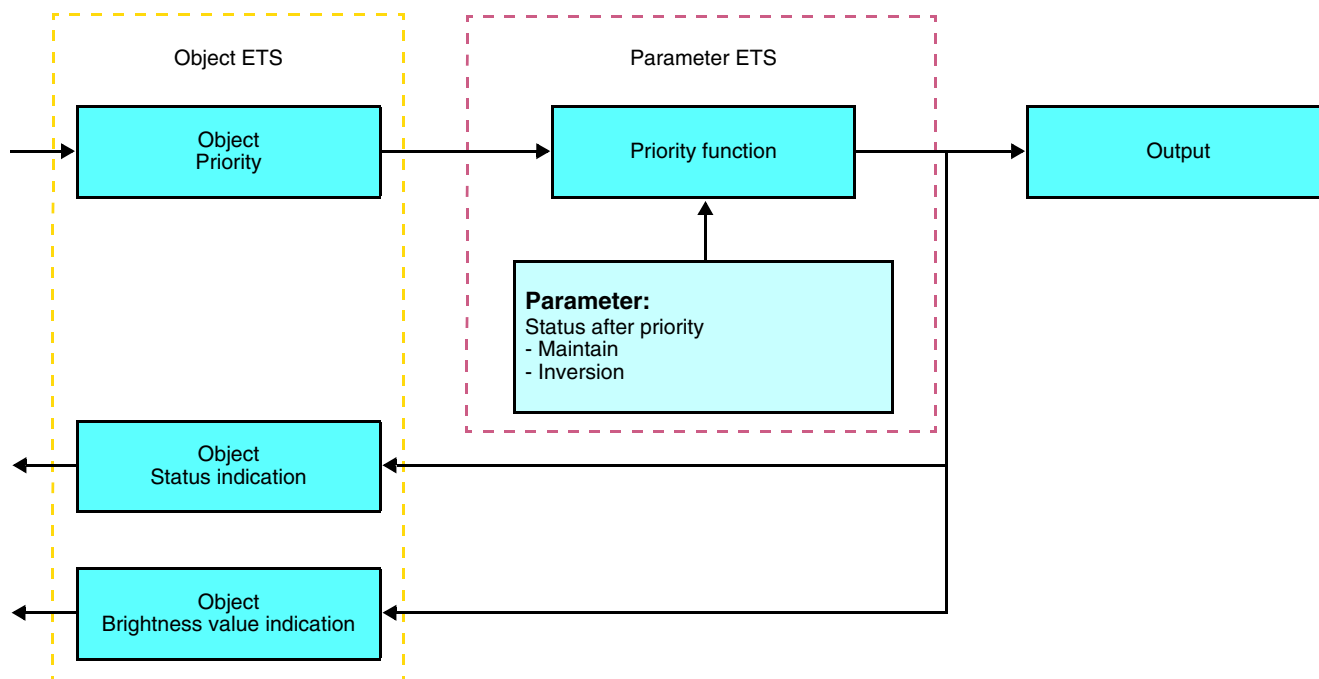 Object ETS
Parameter ETS
Object
Priority
Priority function
Output
Parameter:
Status after priority
- Maintain
- Inversion
Object
Status indication
Object
Brightness value indication